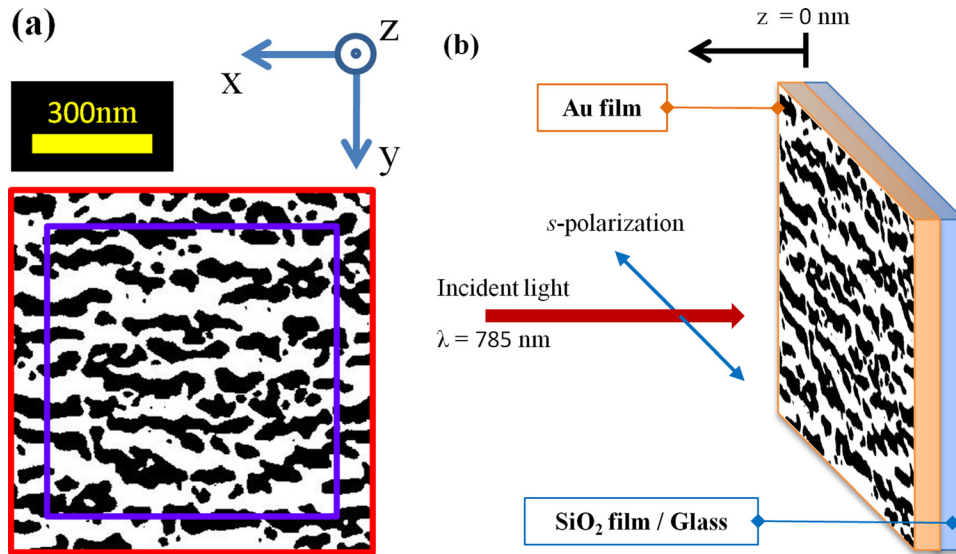 (a)
z
x
300nm
y
(b)
z = 0 nm
Au film
s-polarization
Incident light
λ = 785 nm
SiO₂ film / Glass